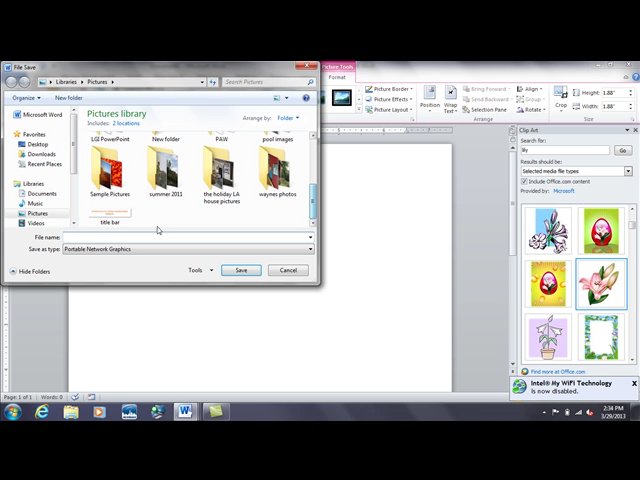 File Save
Picture Tools
Libraries
Pictures
Search Pictures
Format
Organize
New folder
Microsoft Word
Favorites
Desktop
Downloads
Recent Places
Libraries
Documents
Music
Pictures
Videos
Pictures library
Includes: 2 locations
Arrange by: Folder
LGI PowerPoint
New folder
PAW
pool images
Sample Pictures
summer 2011
the holiday LA house pictures
waynes photos
title bar
File name:
Save as type: Portable Network Graphics
Hide Folders
Tools
Save
Cancel
Picture Border
Picture Effects
Picture Layout
Position
Wrap Text
Bring Forward
Send Backward
Selection Pane
Align
Group
Rotate
Arrange
Crop
Height: 1.88"
Width: 1.88"
Size
Clip Art
Search for:
lily
Go
Results should be:
Selected media file types
Include Office.com content
Provided by: Microsoft
Find more at Office.com
Intel® My WiFi Technology
is now disabled.
Page: 1 of 1
Words: 0
2:34 PM
3/29/2013